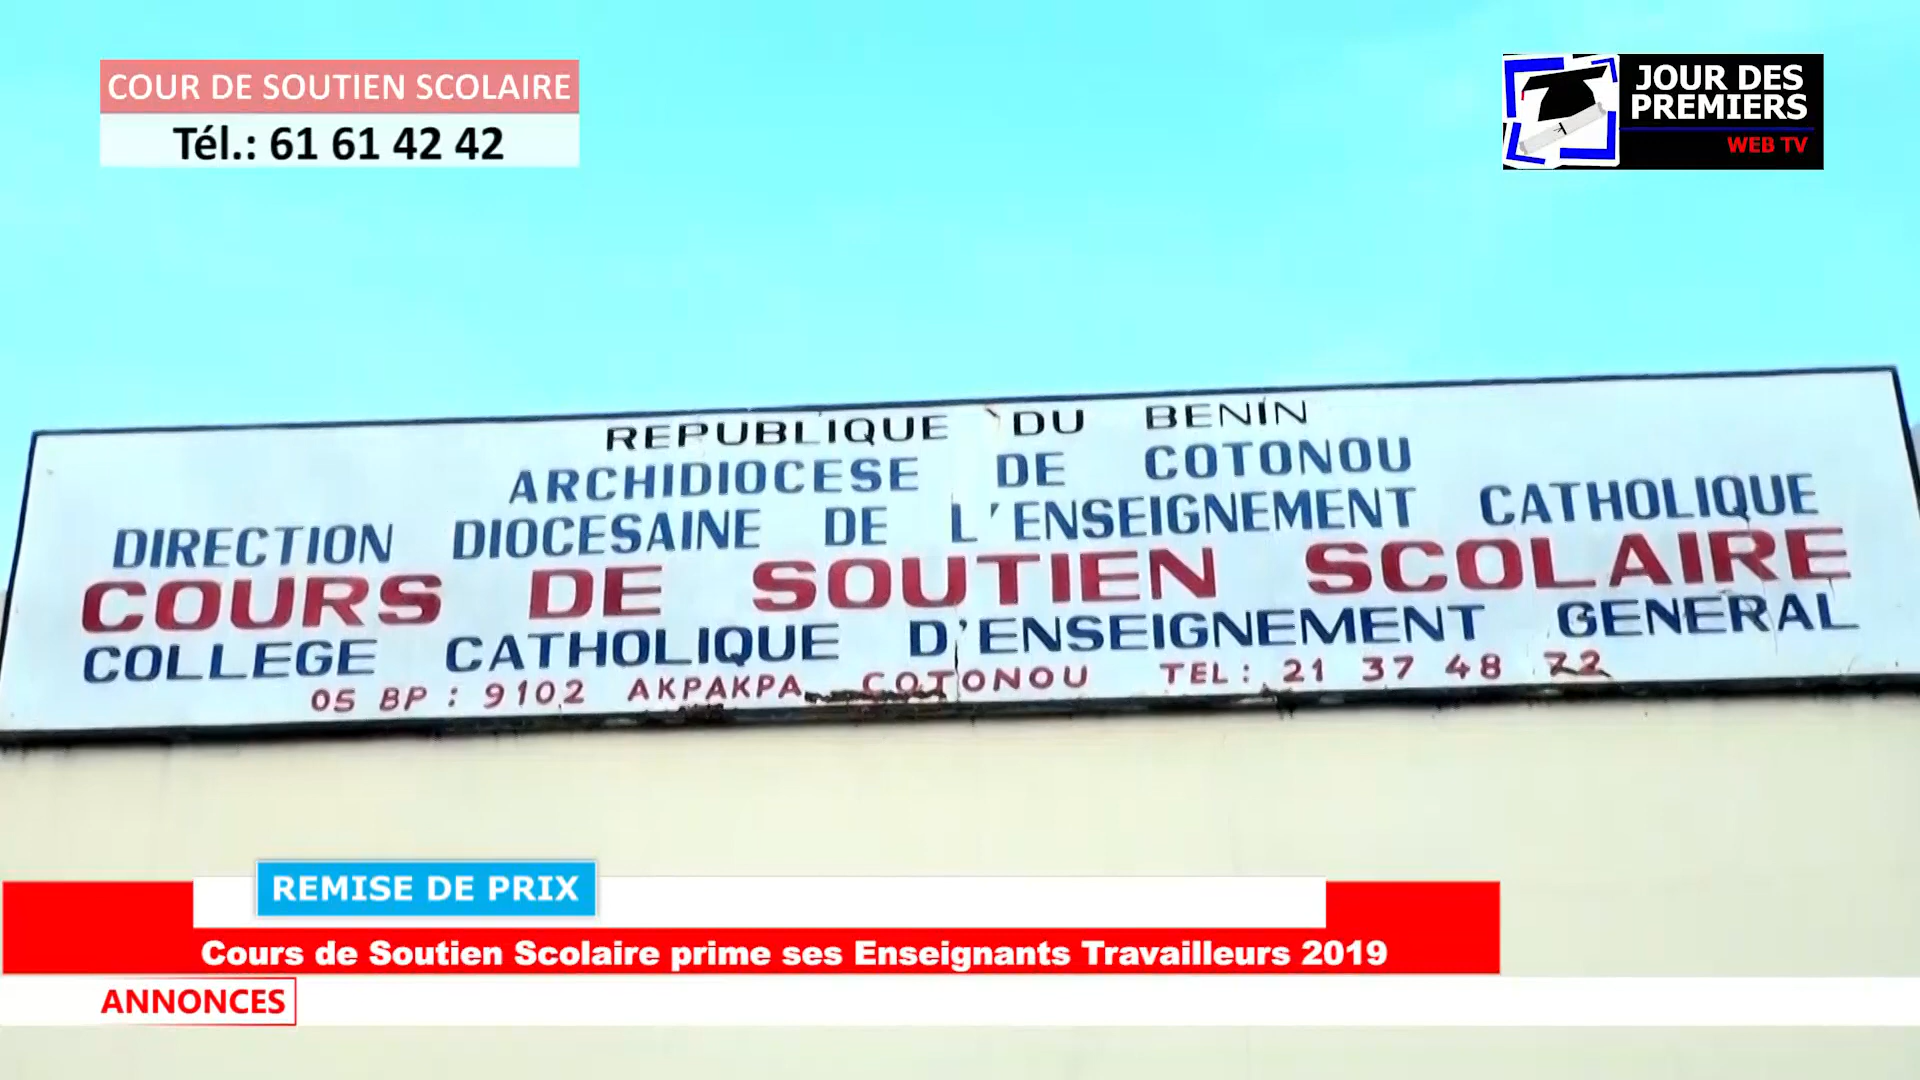 COUR DE SOUTIEN SCOLAIRE
Tél.: 61 61 42 42
JOUR DES
PREMIERS
WEB TV
REPUBLIQUE DU BENIN
ARCHIDIOCESE DE COTONOU
DIRECTION DIOCESAINE DE L'ENSEIGNEMENT CATHOLIQUE
COURS DE SOUTIEN SCOLAIRE
COLLEGE CATHOLIQUE D'ENSEIGNEMENT GENERAL
05 BP : 9102 AKPAKPA COTONOU TEL: 21 37 48 72
REMISE DE PRIX
Cours de Soutien Scolaire prime ses Enseignants Travailleurs 2019
ANNONCES